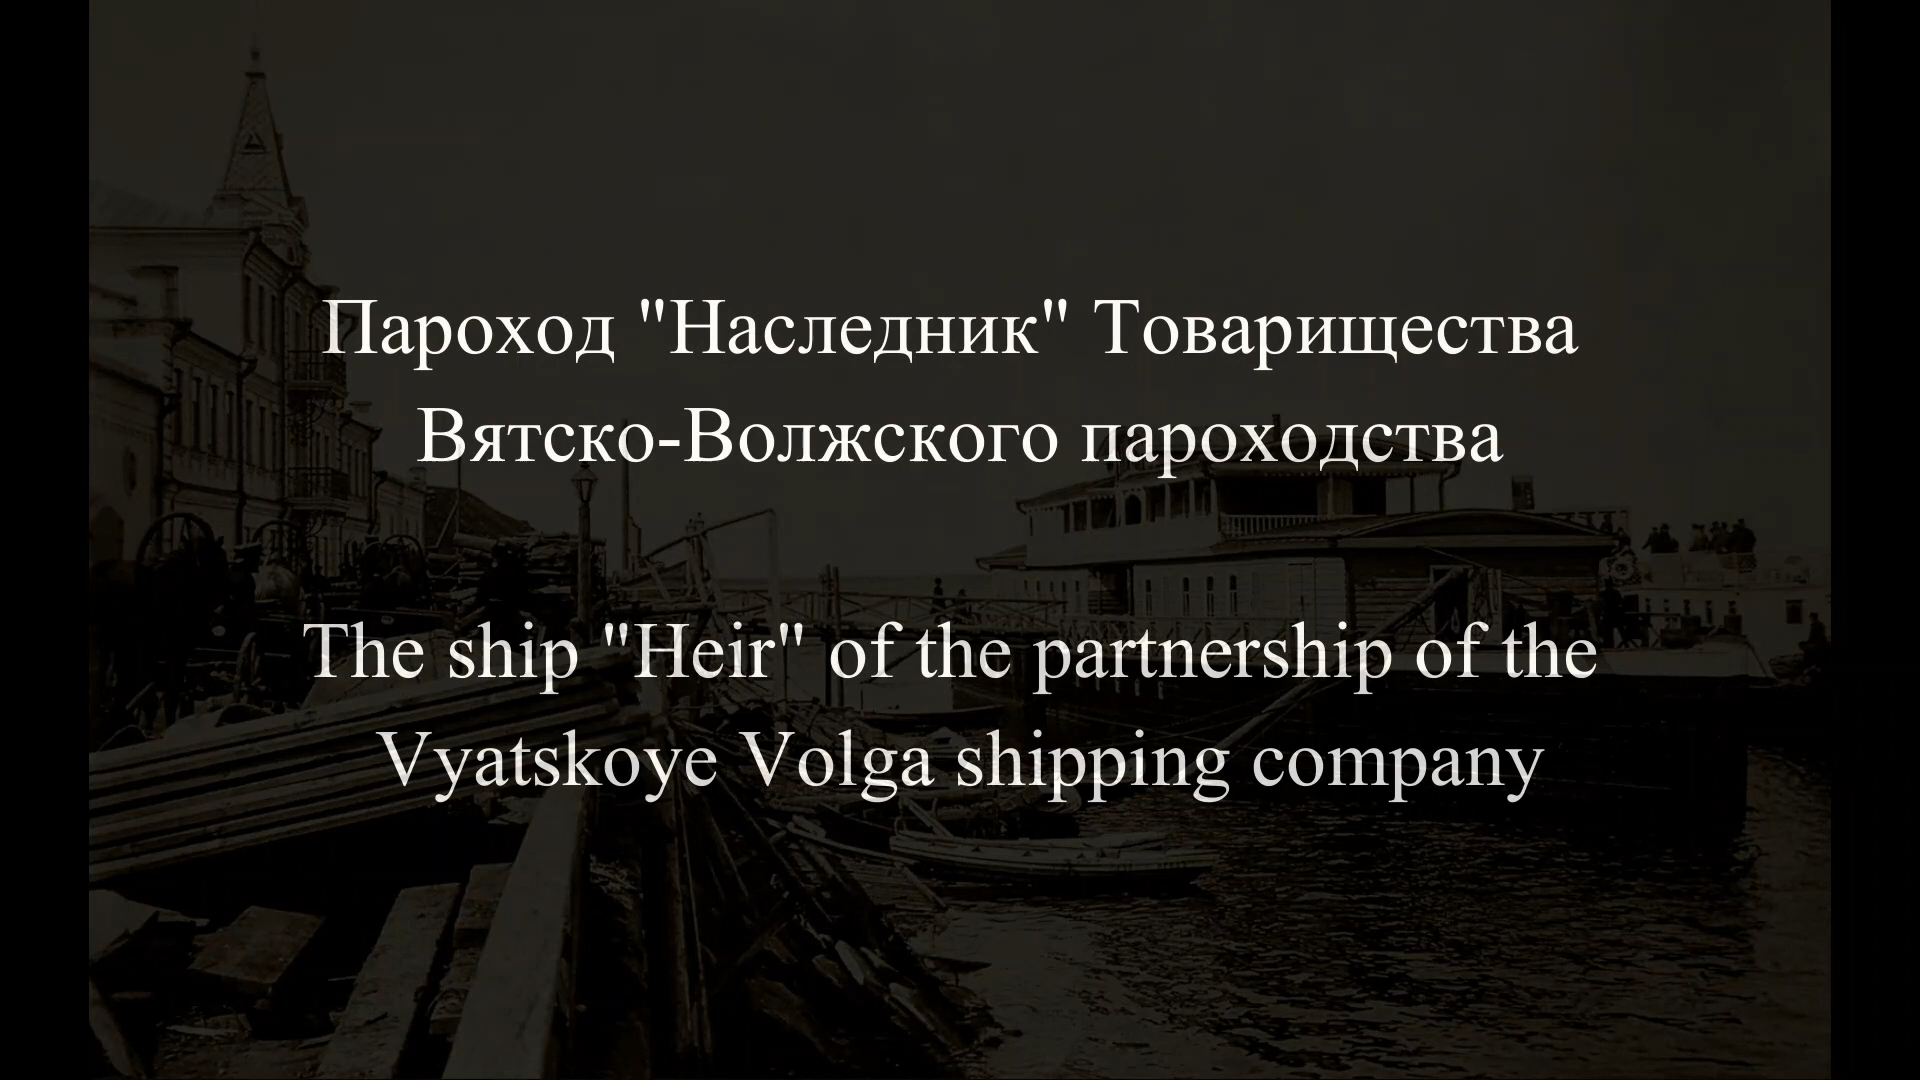 Пароход "Наследник" Товарищества
Вятско-Волжского пароходства
The ship "Heir" of the partnership of the
Vyatskoye Volga shipping company